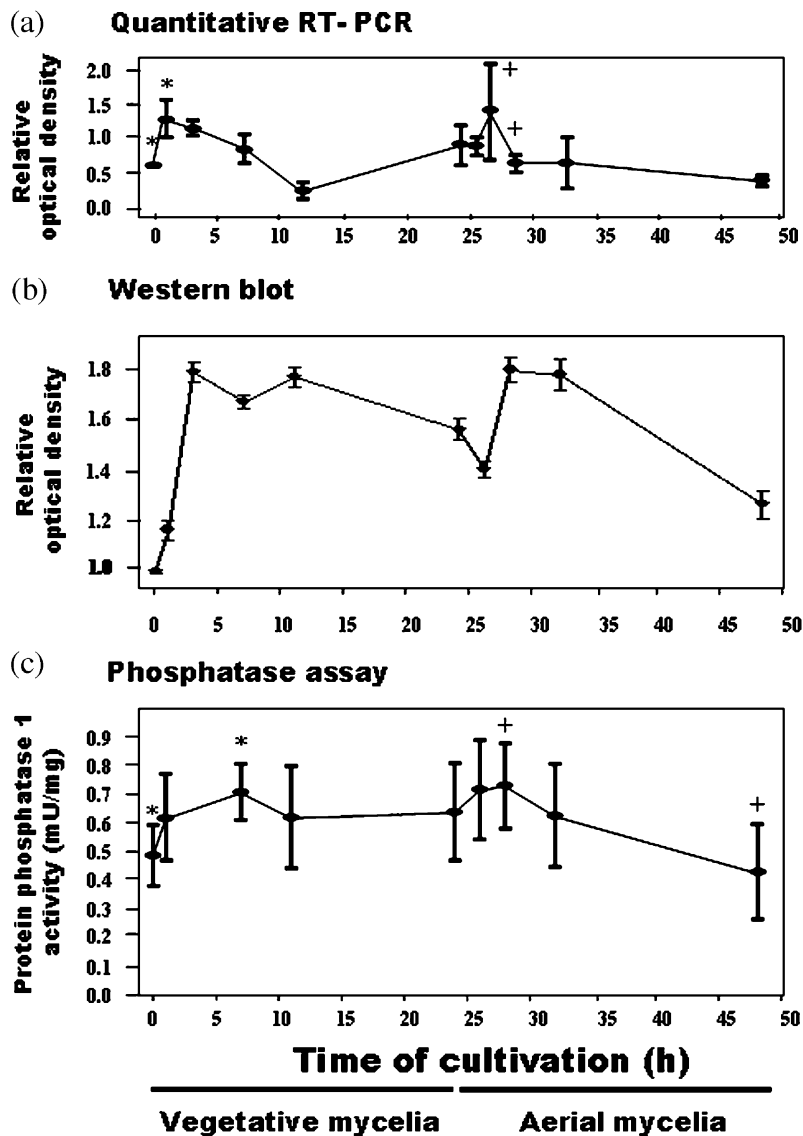 (a) Quantitative RT- PCR
Relative
optical density
2.0
1.5
1.0
0.5
0.0
*
*
+
+
0 5 10 15 20 25 30 35 40 45 50
(b) Western blot
Relative
optical density
1.8
1.6
1.4
1.2
1.0
0 5 10 15 20 25 30 35 40 45 50
(c) Phosphatase assay
Protein phosphatase 1
activity (mU/mg)
0.9
0.8
0.7
0.6
0.5
0.4
0.3
0.2
0.1
0.0
*
*
+
+
0 5 10 15 20 25 30 35 40 45 50
Time of cultivation (h)
Vegetative mycelia Aerial mycelia